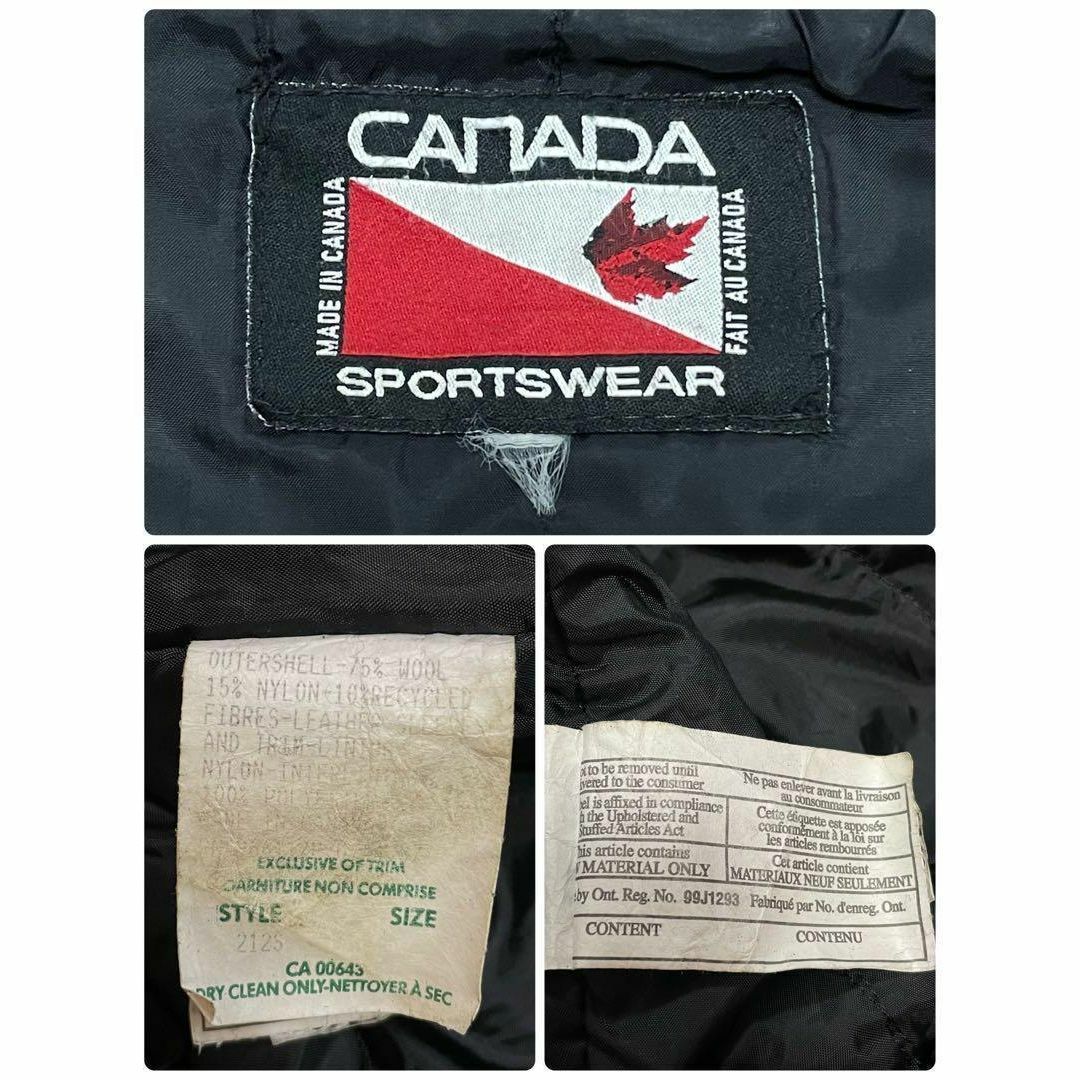 CANADA
MADE IN CANADA
FAIT AU CANADA
SPORTSWEAR
OUTERSHELL-75% WOOL
15% NYLON-10%RECYCLED
FIBRES-LEATHER
AND TRIM-
NYLON-
100%
EXCLUSIVE OF TRIM
GARNITURE NON COMPRISE
STYLE SIZE
2125
CA 00643
DRY CLEAN ONLY-NETTOYER À SEC
to be removed until
vered to the consumer
Ne pas enlever avant la livraison
au consommateur
el is affixed in compliance
h the Upholstered and
Stuffed Articles Act
Cette étiquette est apposée
conformément à la loi sur
les articles rembourrés
his article contains
MATERIAL ONLY
Cet article contient
MATERIAUX NEUF SEULEMENT
by Ont. Reg. No. 99J1293 Fabriqué par No. d'enreg. Ont.
CONTENT
CONTENU